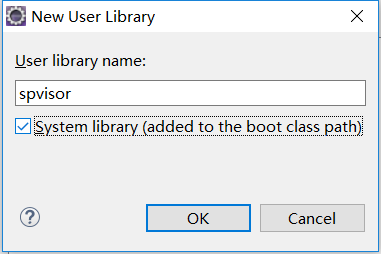 New User Library
User library name:
spvisor
System library (added to the boot class path)
?
OK
Cancel